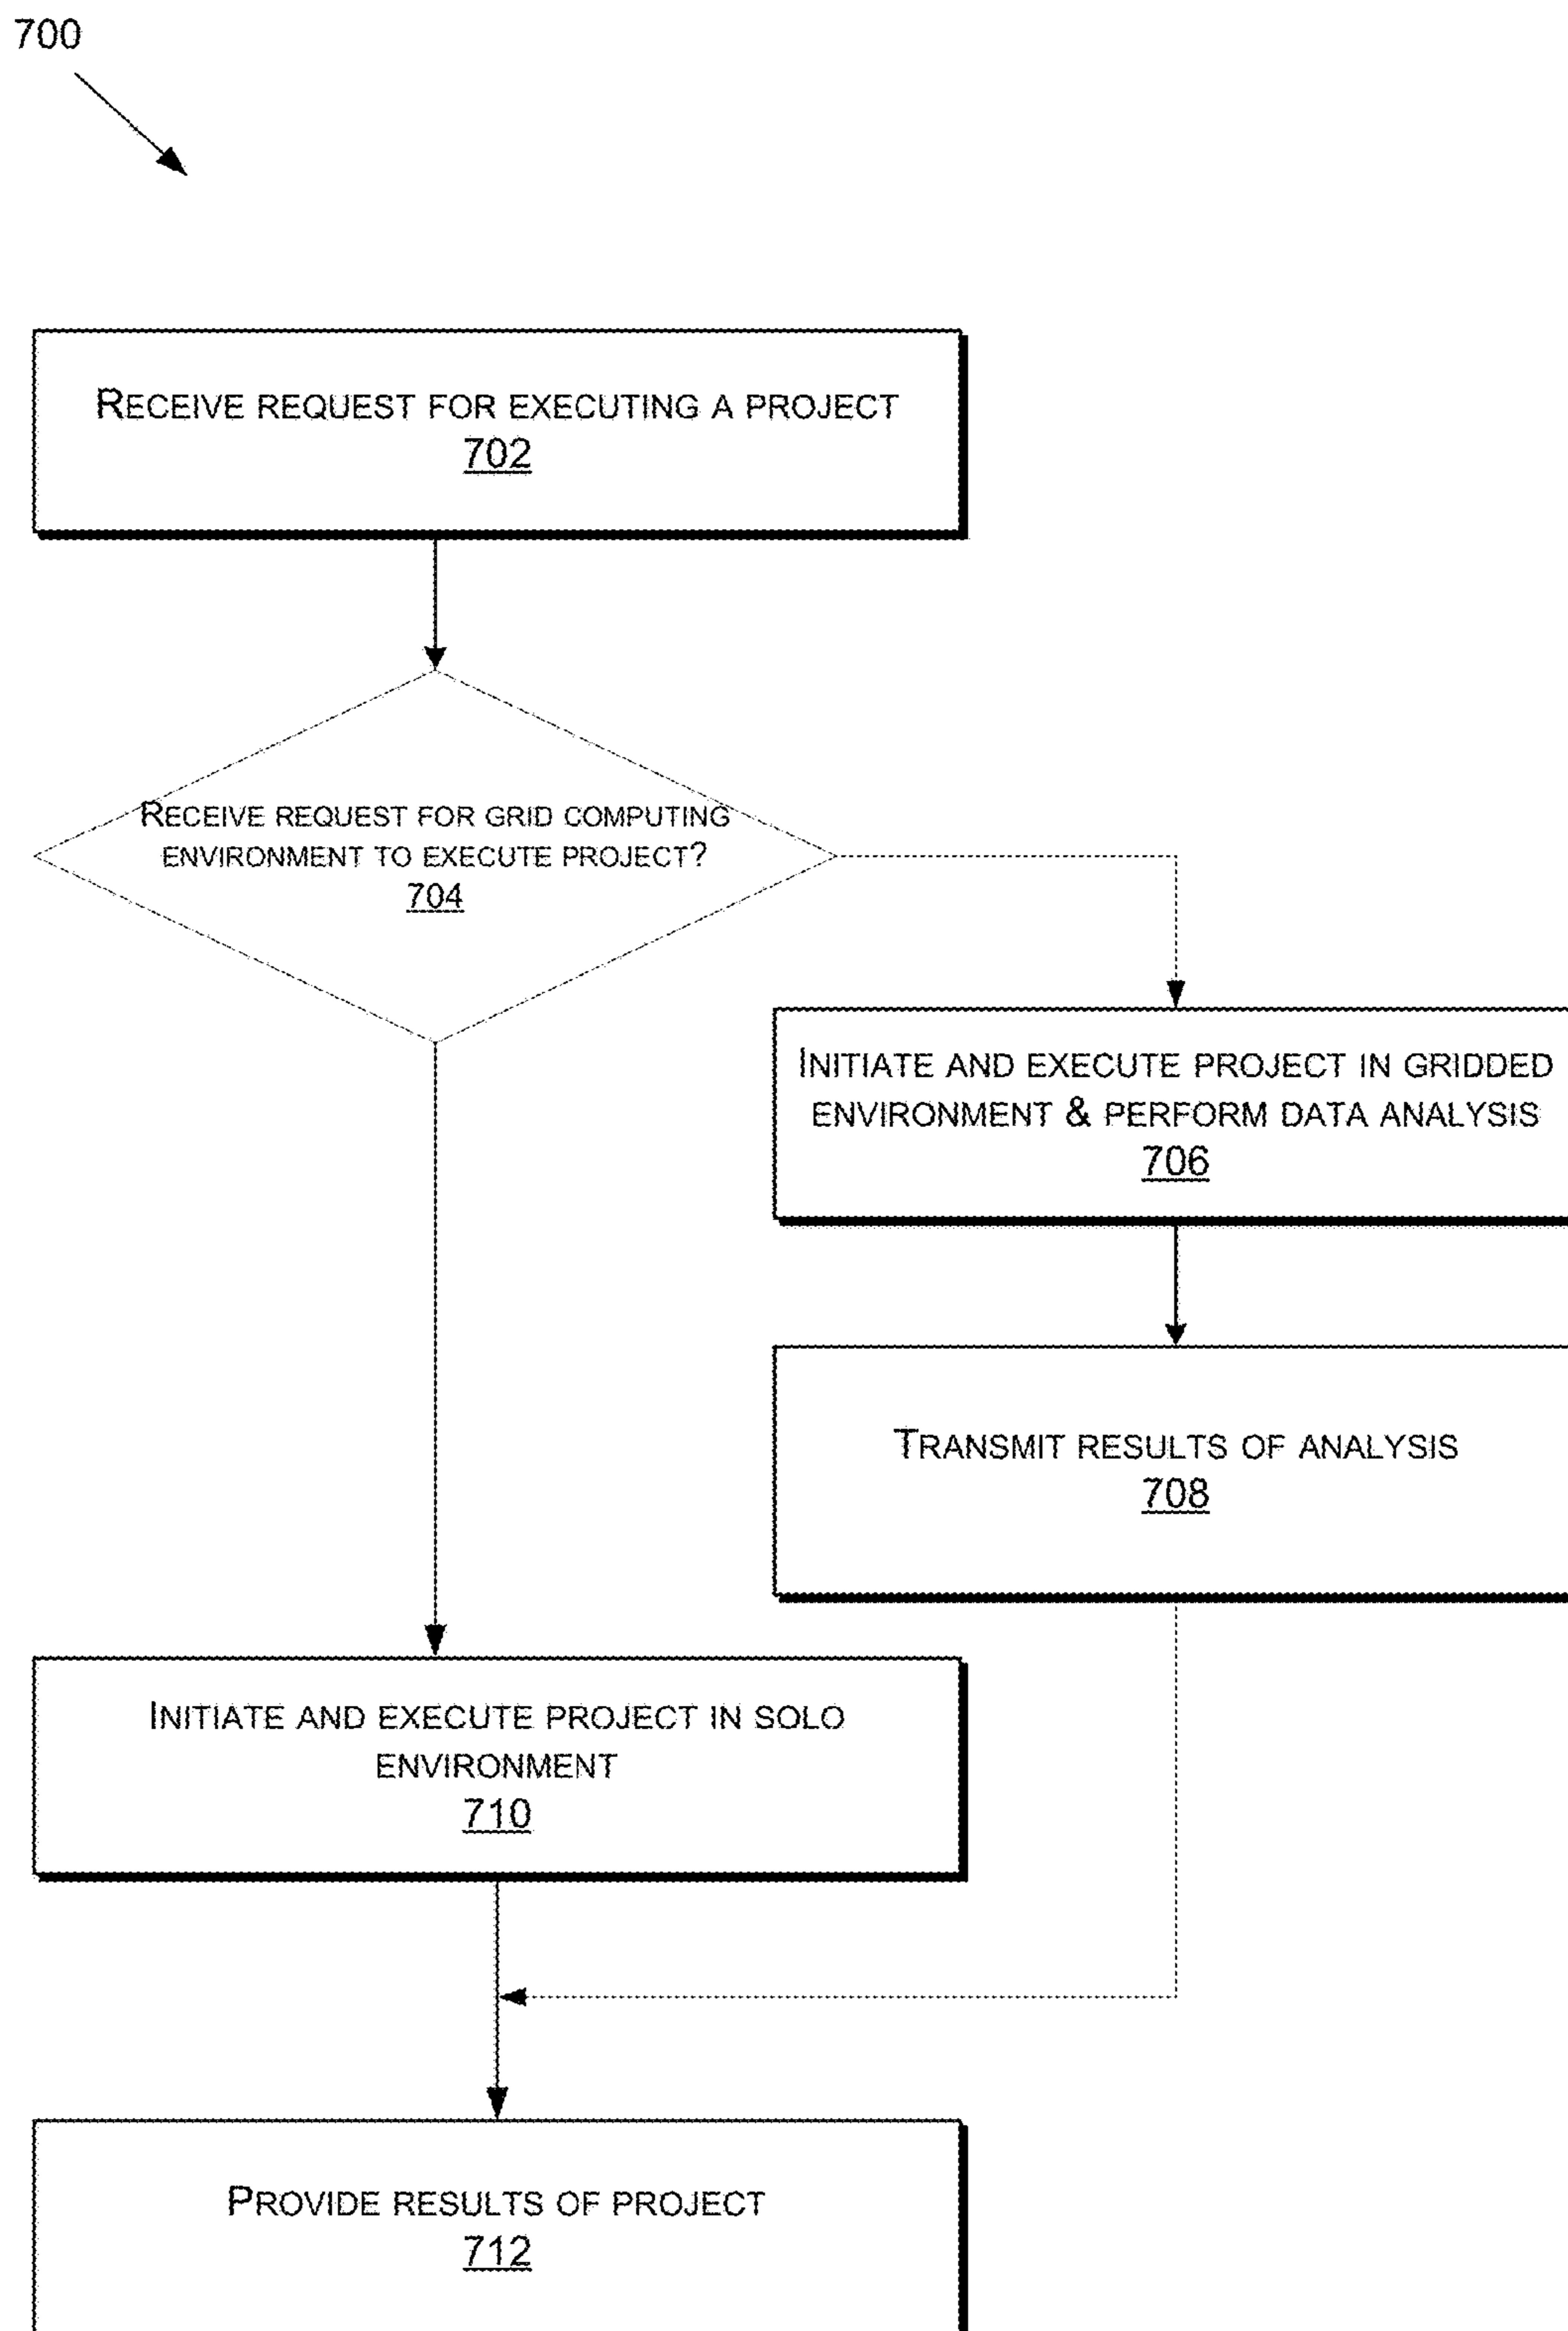 700
RECEIVE REQUEST FOR EXECUTING A PROJECT
702
RECEIVE REQUEST FOR GRID COMPUTING
ENVIRONMENT TO EXECUTE PROJECT?
704
INITIATE AND EXECUTE PROJECT IN GRIDDED
ENVIRONMENT & PERFORM DATA ANALYSIS
706
TRANSMIT RESULTS OF ANALYSIS
708
INITIATE AND EXECUTE PROJECT IN SOLO
ENVIRONMENT
710
PROVIDE RESULTS OF PROJECT
712